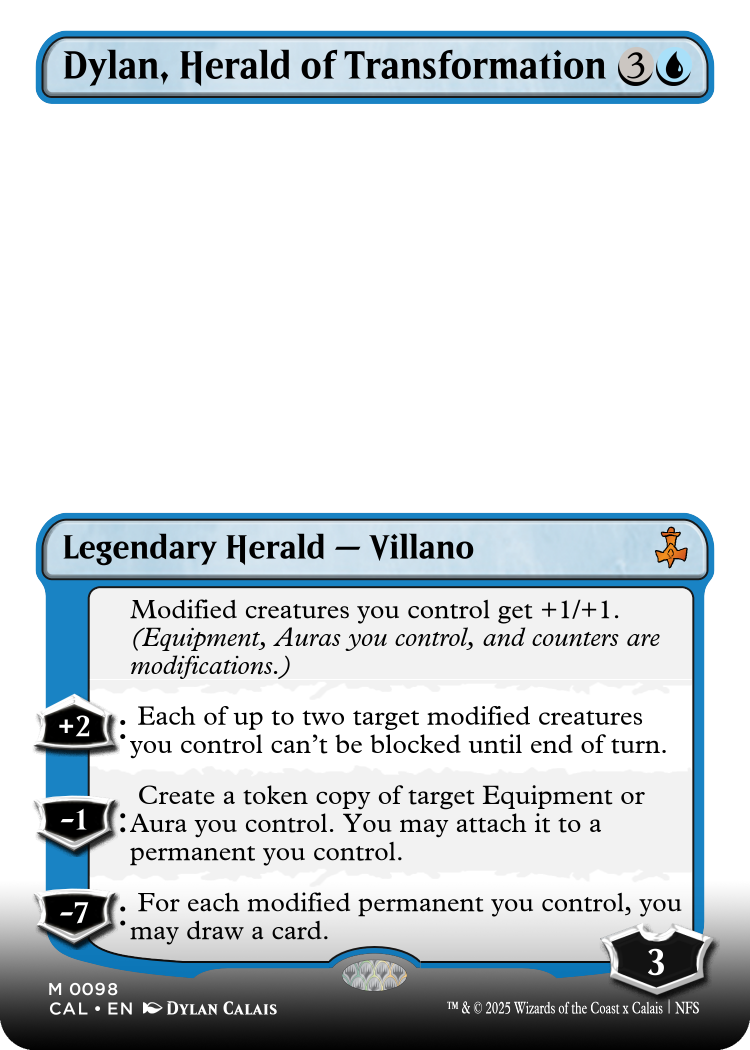 Dylan, Herald of Transformation 3
Legendary Herald — Villano
Modified creatures you control get +1/+1.
(Equipment, Auras you control, and counters are
modifications.)
+2: Each of up to two target modified creatures
you control can't be blocked until end of turn.
−1: Create a token copy of target Equipment or
Aura you control. You may attach it to a
permanent you control.
−7: For each modified permanent you control, you
may draw a card.
3
M 0098
CAL • EN Dylan Calais
™ & © 2025 Wizards of the Coast x Calais | NFS